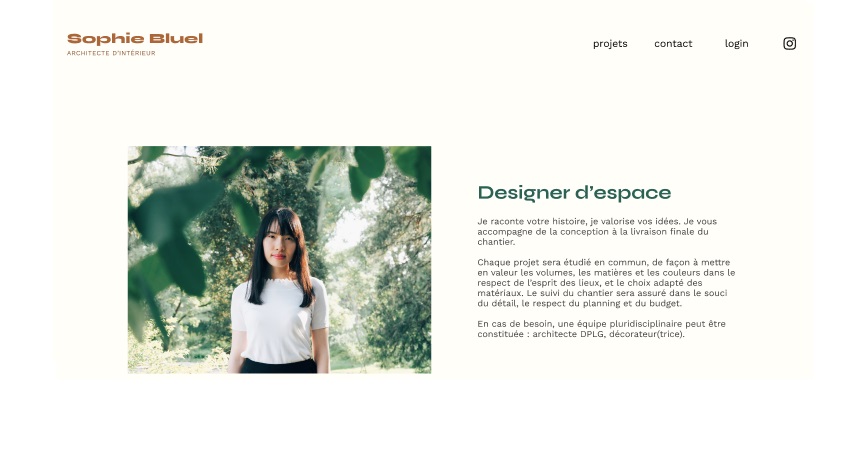 Sophie Bluel
ARCHITECTE D'INTÉRIEUR
projets
contact
login
Designer d'espace
Je raconte votre histoire, je valorise vos idées. Je vous
accompagne de la conception à la livraison finale du
chantier.
Chaque projet sera étudié en commun, de façon à mettre
en valeur les volumes, les matières et les couleurs dans le
respect de l'esprit des lieux, et le choix adapté des
matériaux. Le suivi du chantier sera assuré dans le souci
du détail, le respect du planning et du budget.
En cas de besoin, une équipe pluridisciplinaire peut être
constituée : architecte DPLG, décorateur(trice).